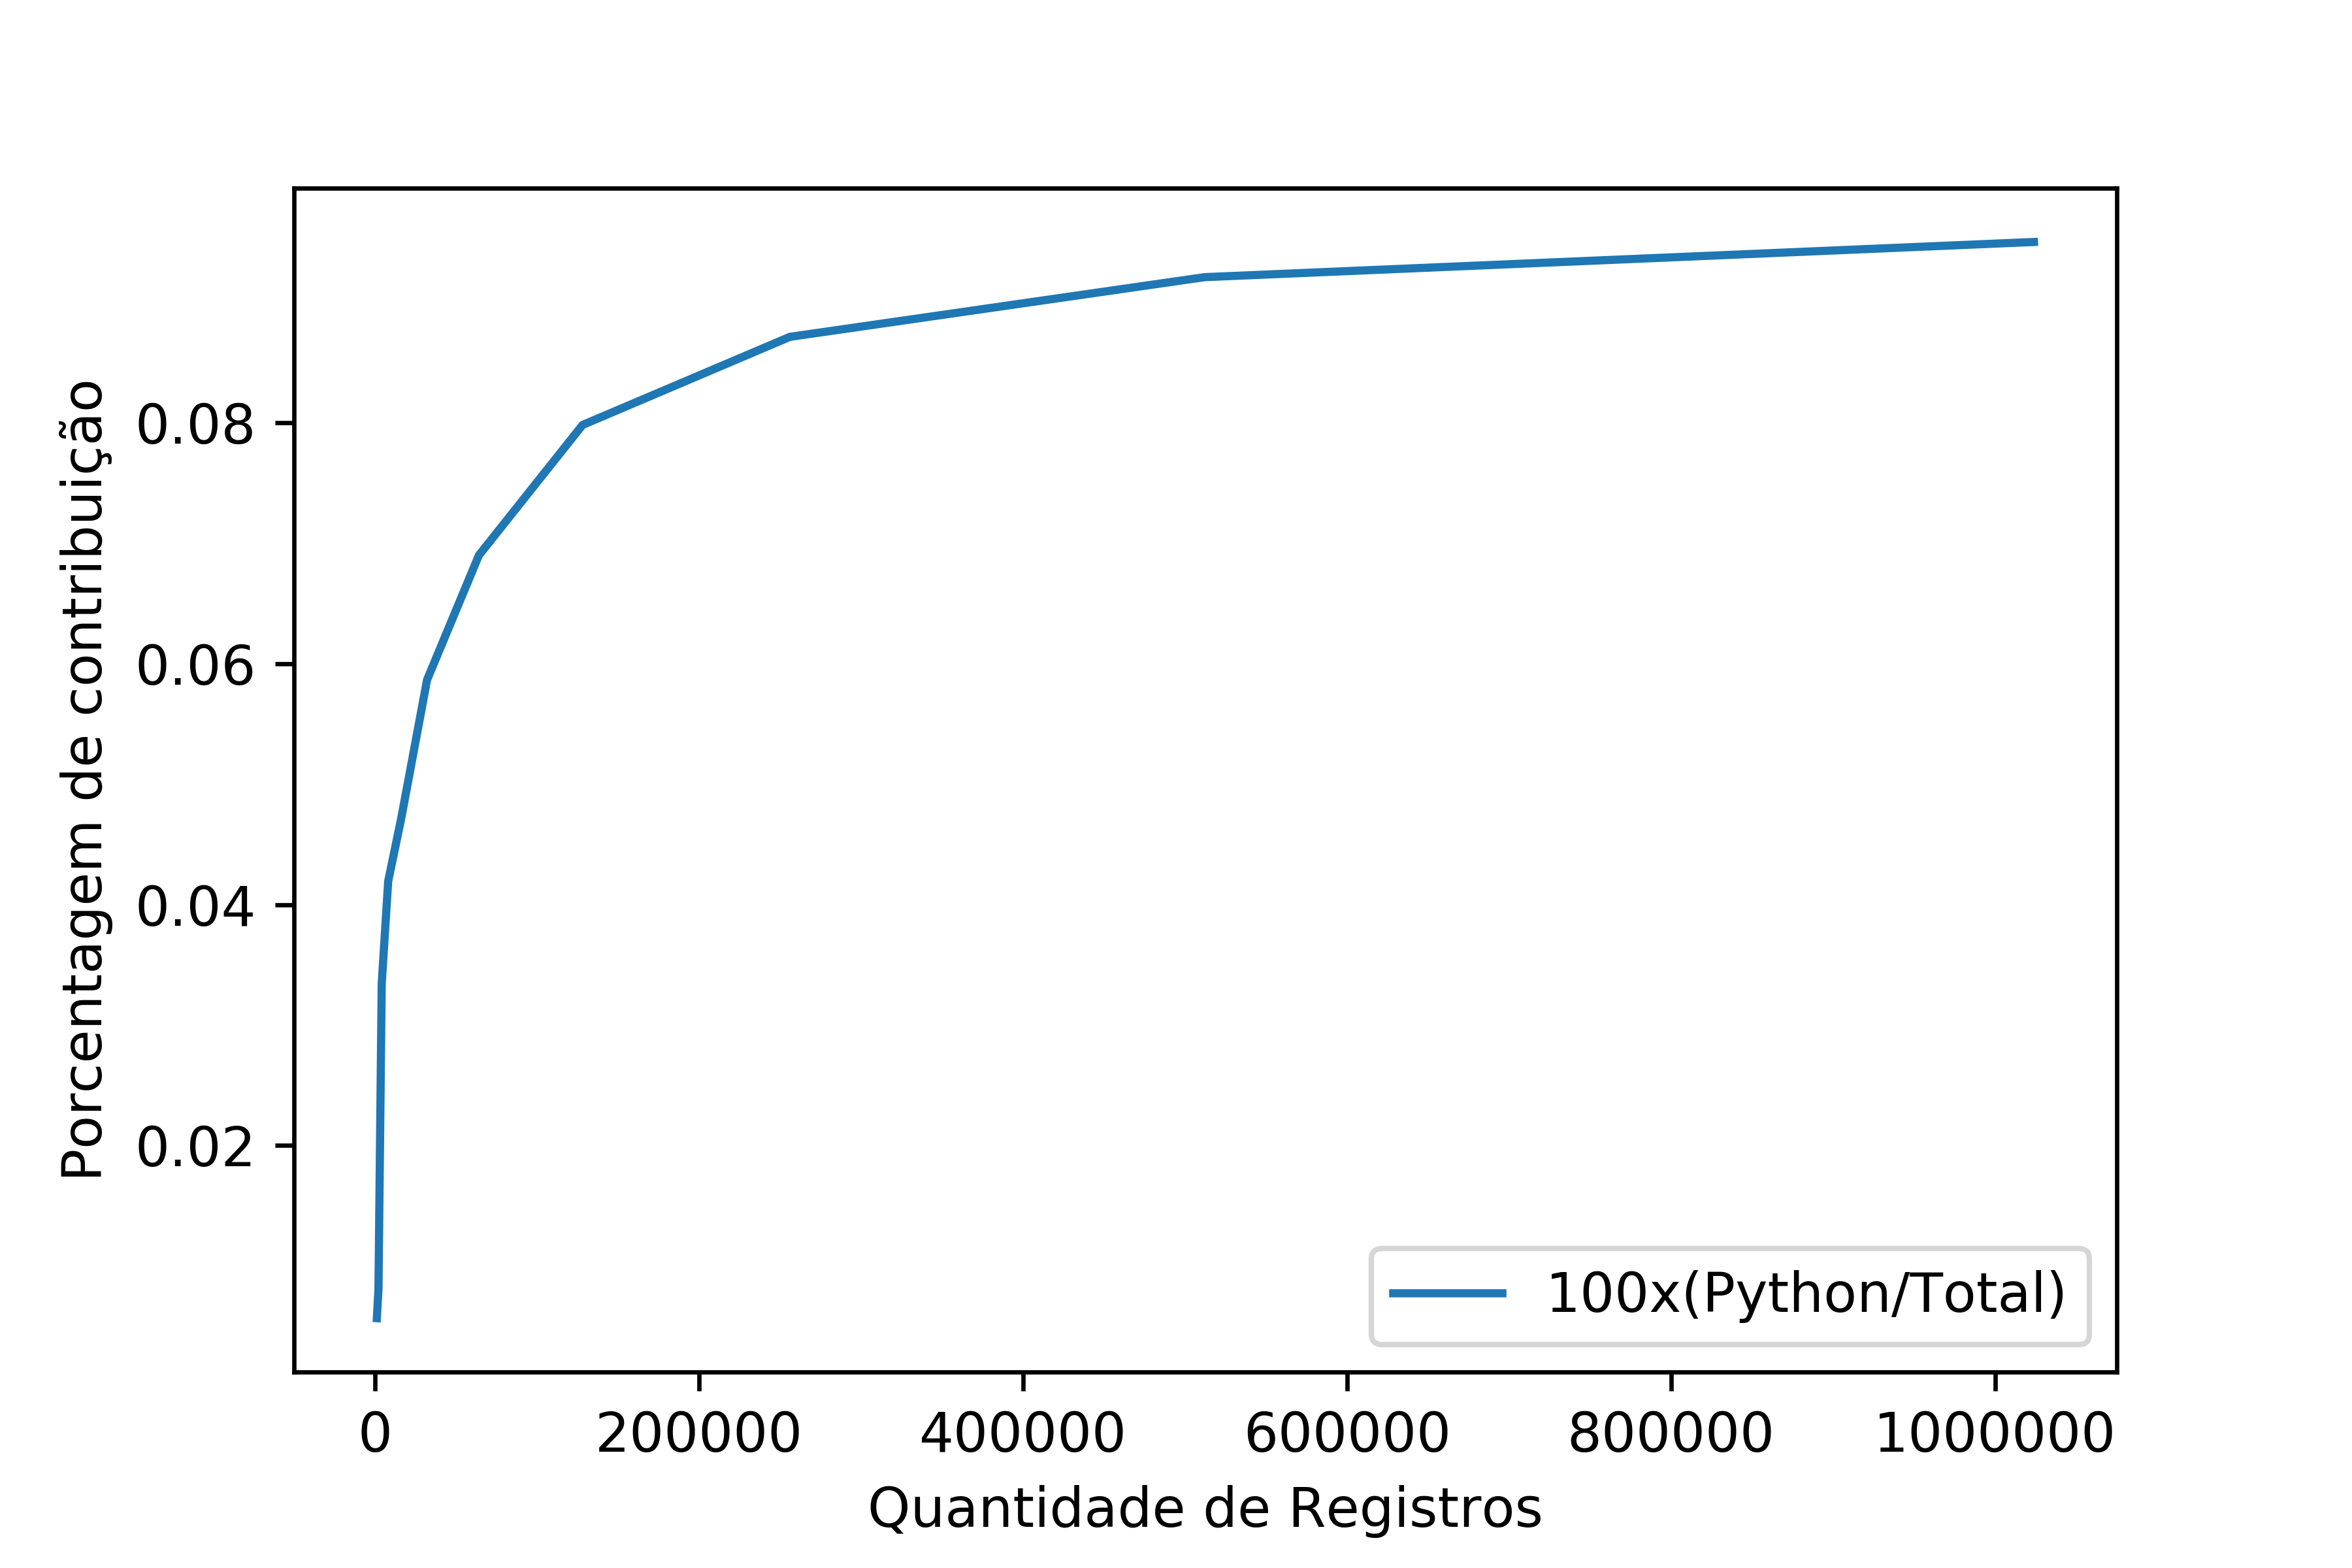 Porcentagem de contribuição
0.08
0.06
0.04
0.02
100x(Python/Total)
0 200000 400000 600000 800000 1000000
Quantidade de Registros